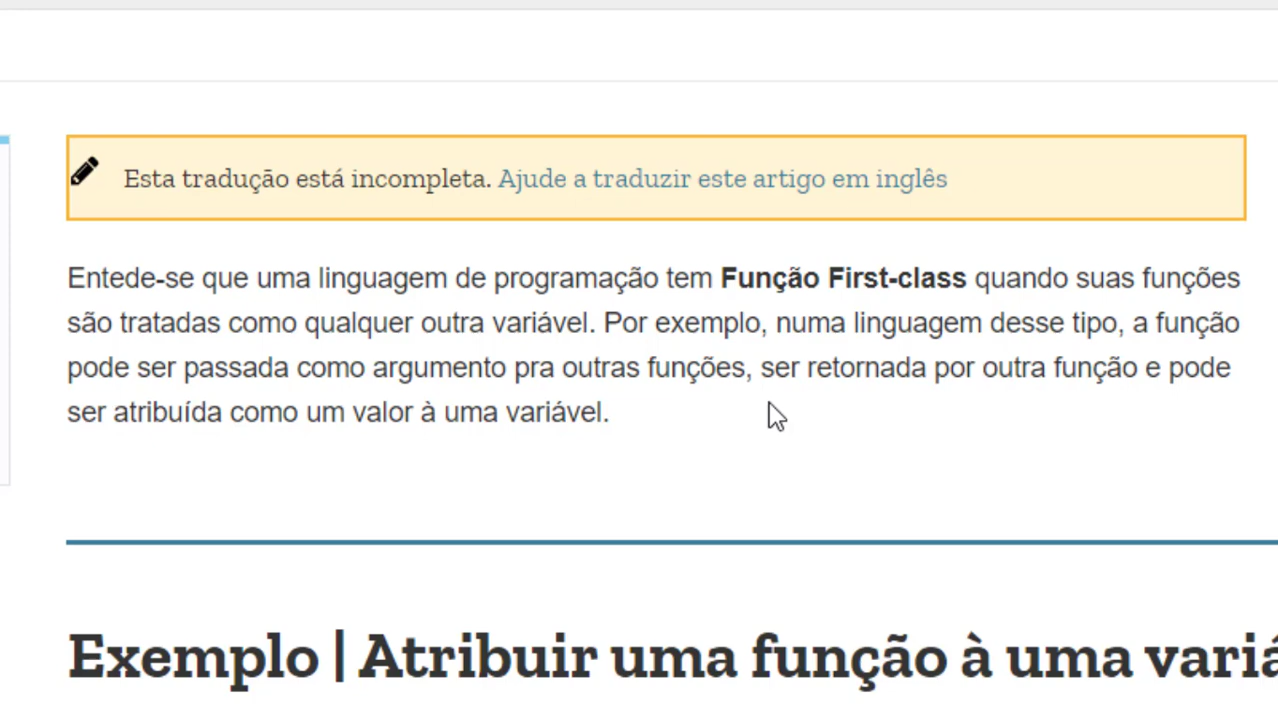 Esta tradução está incompleta. Ajude a traduzir este artigo em inglês
Entede-se que uma linguagem de programação tem Função First-class quando suas funções
são tratadas como qualquer outra variável. Por exemplo, numa linguagem desse tipo, a função
pode ser passada como argumento pra outras funções, ser retornada por outra função e pode
ser atribuída como um valor à uma variável.
Exemplo | Atribuir uma função à uma variá